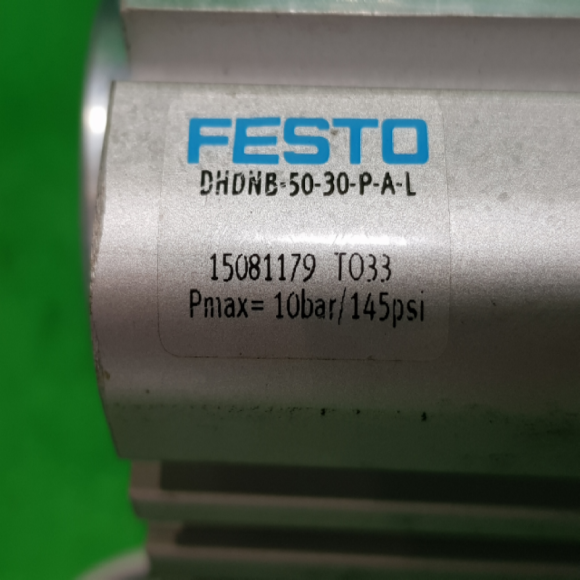 FESTO
DHDNB-50-30-P-A-L
15081179 T033
Pmax= 10bar/145psi